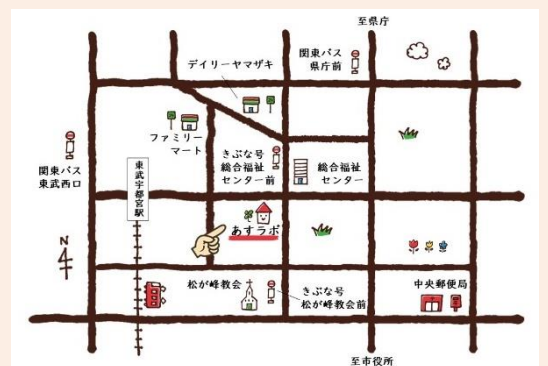 至県庁
デイリーヤマザキ
関東バス
県庁前
ファミリー
マート
関東バス
東武西口
きぶな号
総合福祉
センター前
総合福祉
センター
東武宇都宮駅
あすラボ
N
松が峰教会
きぶな号
松が峰教会前
中央郵便局
至市役所